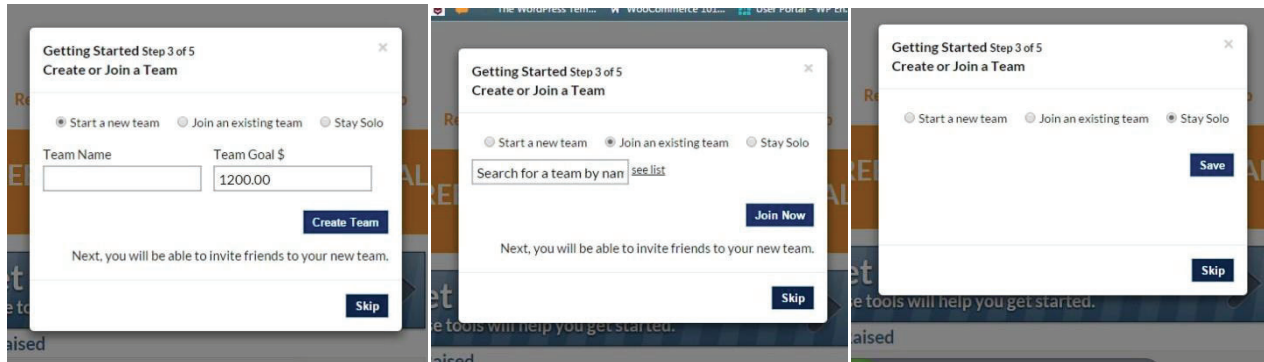 Getting Started Step 3 of 5
×
Create or Join a Team
Start a new team Join an existing team Stay Solo
Team Name Team Goal $
1200.00
Create Team
Next, you will be able to invite friends to your new team.
Skip
aised
The WordPress Tem... WooCommerce 101... User Portal - WP En
Getting Started Step 3 of 5
×
Create or Join a Team
Start a new team Join an existing team Stay Solo
Search for a team by nam see list
Join Now
Next, you will be able to invite friends to your new team.
Skip
e tools will help you get started.
Getting Started Step 3 of 5
×
Create or Join a Team
Start a new team Join an existing team Stay Solo
Save
Skip
se tools will help you get started.
aised